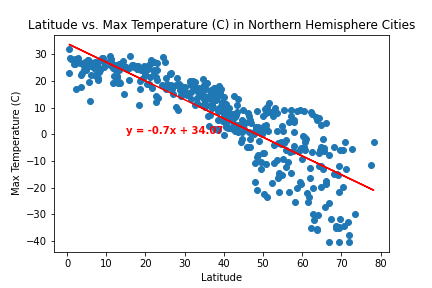 Latitude vs. Max Temperature (C) in Northern Hemisphere Cities
30
20
10
0
−10
−20
−30
−40
Max Temperature (C)
y = -0.7x + 34.07
0 10 20 30 40 50 60 70 80
Latitude